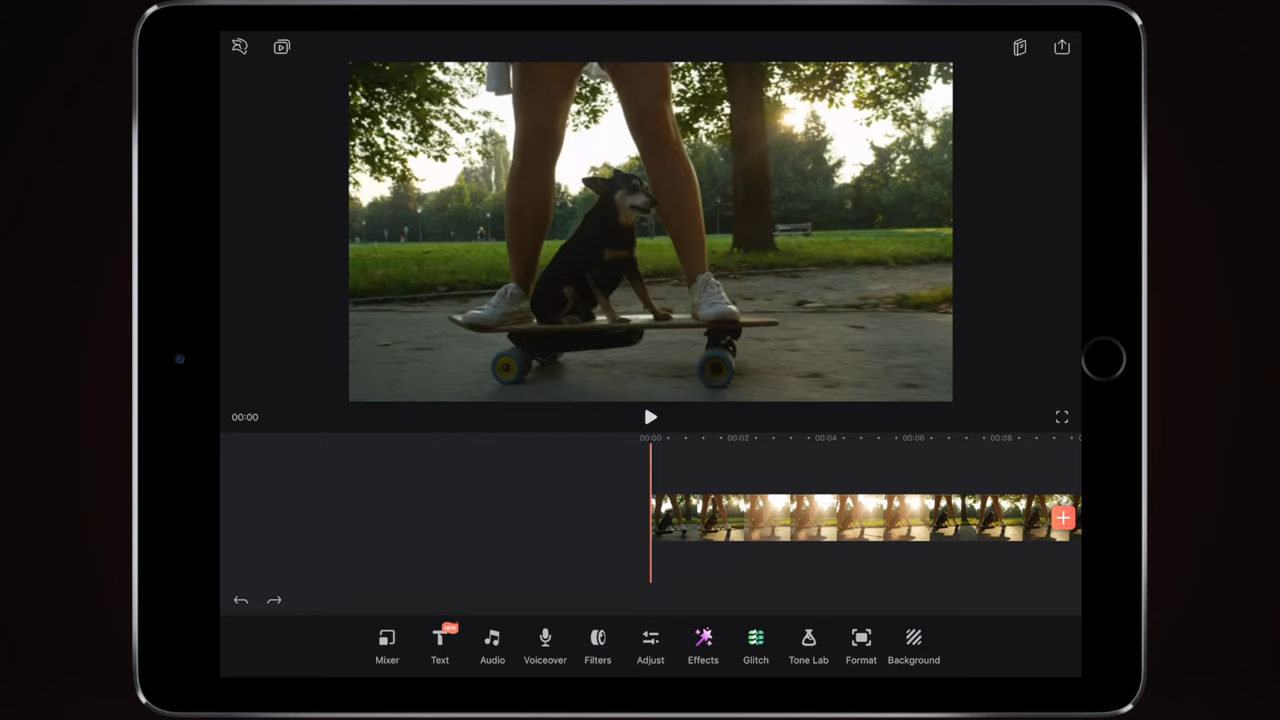 00:00
00:00 00:02 00:04 00:06 00:08
NEW
Mixer Text Audio Voiceover Filters Adjust Effects Glitch Tone Lab Format Background